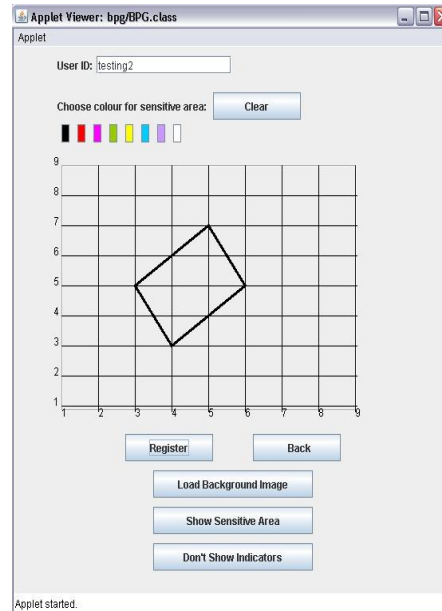 Applet Viewer: bpg/BPG.class
Applet
User ID: testing2
Choose colour for sensitive area: Clear
9
8
7
6
5
4
3
2
1
1 2 3 4 5 6 7 8 9
Register Back
Load Background Image
Show Sensitive Area
Don't Show Indicators
Applet started.